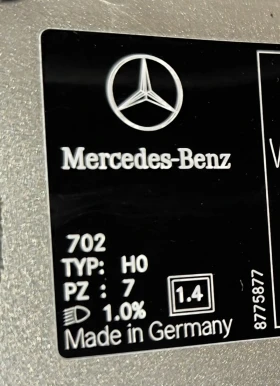 Mercedes-Benz
702
TYP: H0
PZ : 7
1.4
1.0%
Made in Germany
8775877